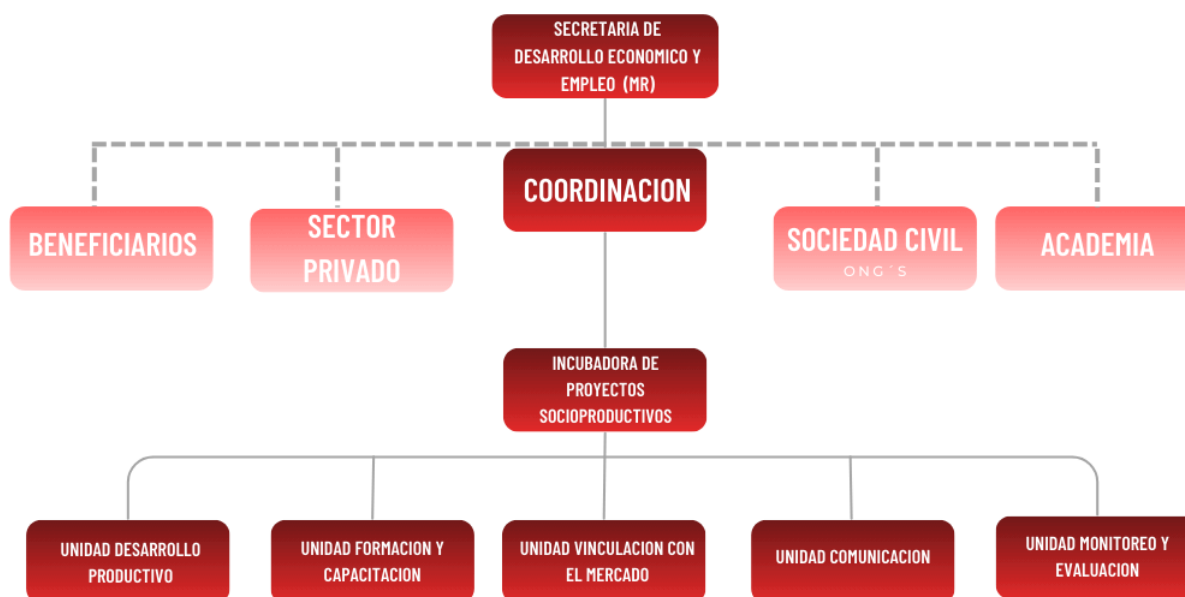 SECRETARIA DE
DESARROLLO ECONOMICO Y
EMPLEO (MR)
COORDINACION
BENEFICIARIOS
SECTOR
PRIVADO
SOCIEDAD CIVIL
ONG´S
ACADEMIA
INCUBADORA DE
PROYECTOS
SOCIOPRODUCTIVOS
UNIDAD DESARROLLO
PRODUCTIVO
UNIDAD FORMACION Y
CAPACITACION
UNIDAD VINCULACION CON
EL MERCADO
UNIDAD COMUNICACION
UNIDAD MONITOREO Y
EVALUACION